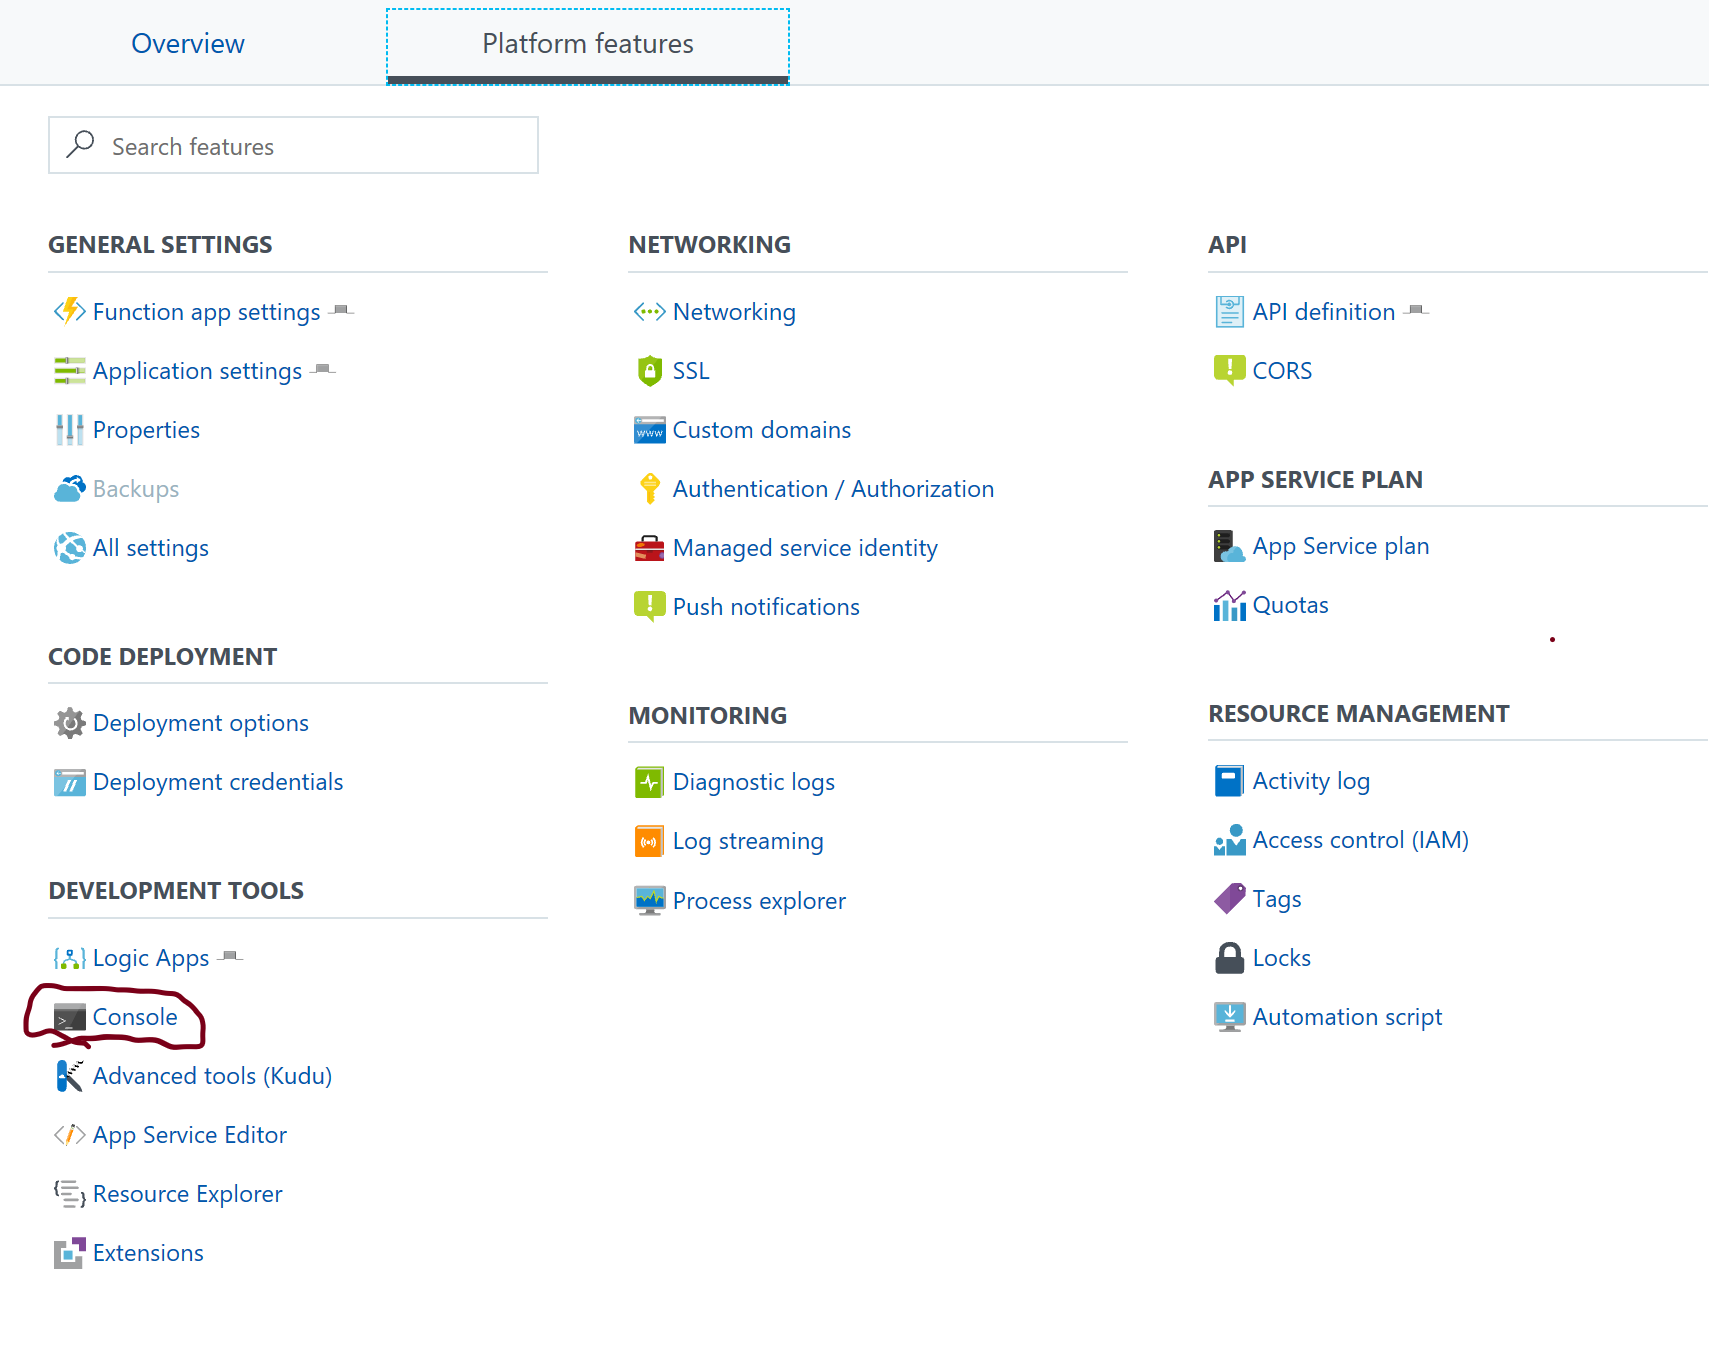 Overview
Platform features
Search features
GENERAL SETTINGS
Function app settings
Application settings
Properties
Backups
All settings
CODE DEPLOYMENT
Deployment options
Deployment credentials
DEVELOPMENT TOOLS
Logic Apps
Console
Advanced tools (Kudu)
App Service Editor
Resource Explorer
Extensions
NETWORKING
Networking
SSL
www
Custom domains
Authentication / Authorization
Managed service identity
Push notifications
MONITORING
Diagnostic logs
Log streaming
Process explorer
API
API definition
CORS
APP SERVICE PLAN
App Service plan
Quotas
RESOURCE MANAGEMENT
Activity log
Access control (IAM)
Tags
Locks
Automation script